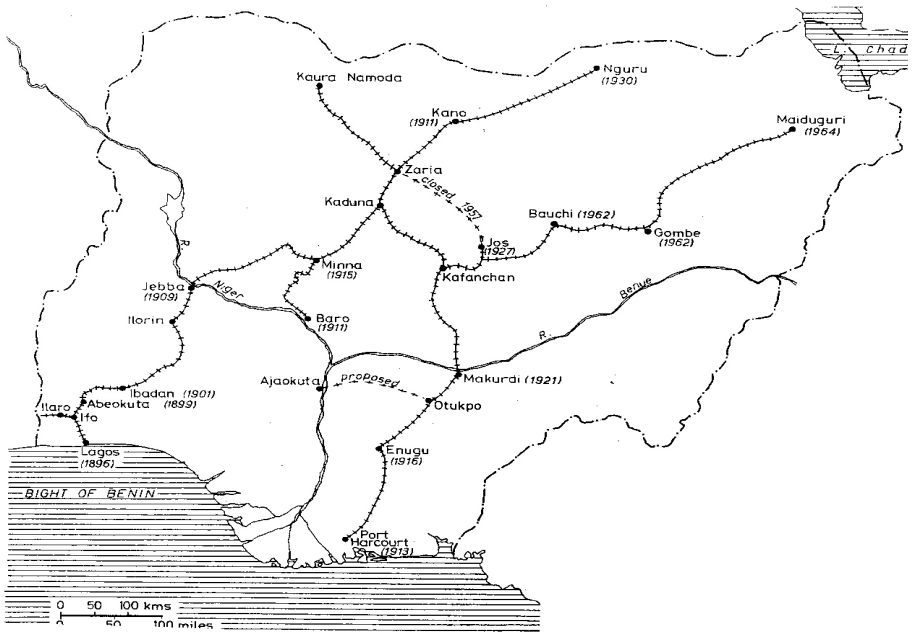 L. Chad
Nguru
(1930)
Kaura Namoda
Kano
(1911)
Maiduguri
(1964)
Zaria
closed 1957
Kaduna
Bauchi (1962)
Jos
(1927)
Gombe
(1962)
R.
Niger
Minna
(1915)
Kafanchan
Jebba
(1909)
R. Benue
Baro
(1911)
Ilorin
Ajaokuta
proposed
Makurdi (1921)
Otukpo
Ibadan (1901)
Abeokuta (1899)
Ilaro
Ifo
Lagos
(1896)
Enugu
(1916)
BIGHT OF BENIN
Port
Harcourt
(1913)
0 50 100 kms
0 50 100 miles